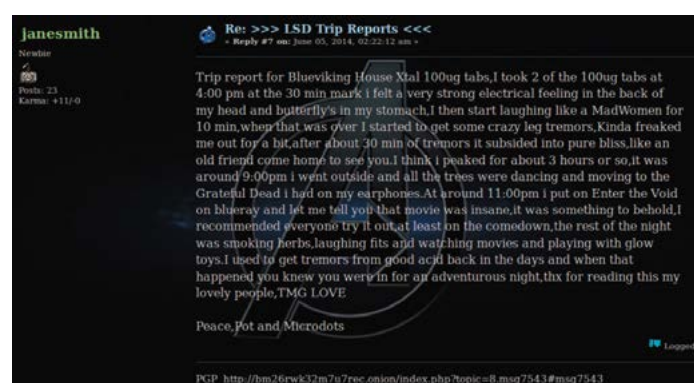 janesmith
Newbie
Posts: 23
Karma: +11/-0
Re: >>> LSD Trip Reports <<<
« Reply #7 on: June 05, 2014, 02:22:12 am »
Trip report for Blueviking House Xtal 100ug tabs,I took 2 of the 100ug tabs at
4:00 pm at the 30 min mark i felt a very strong electrical feeling in the back of
my head and butterfly's in my stomach,I then start laughing like a MadWomen for
10 min,when that was over I started to get some crazy leg tremors,Kinda freaked
me out for a bit,after about 30 min of tremors it subsided into pure bliss,like an
old friend come home to see you.I think i peaked for about 3 hours or so,it was
around 9:00pm i went outside and all the trees were dancing and moving to the
Grateful Dead i had on my earphones.At around 11:00pm i put on Enter the Void
on blueray and let me tell you that movie was insane,it was something to behold,I
recommended everyone try it out,at least on the comedown,the rest of the night
was smoking herbs,laughing fits and watching movies and playing with glow
toys.I used to get tremors from good acid back in the days and when that
happened you knew you were in for an adventurous night,thx for reading this my
lovely people,TMG LOVE
Peace,Pot and Microdots
Logged
PGP http://bm26rwk32m7u7rec.onion/index.php?topic=8.msg7543#msg7543